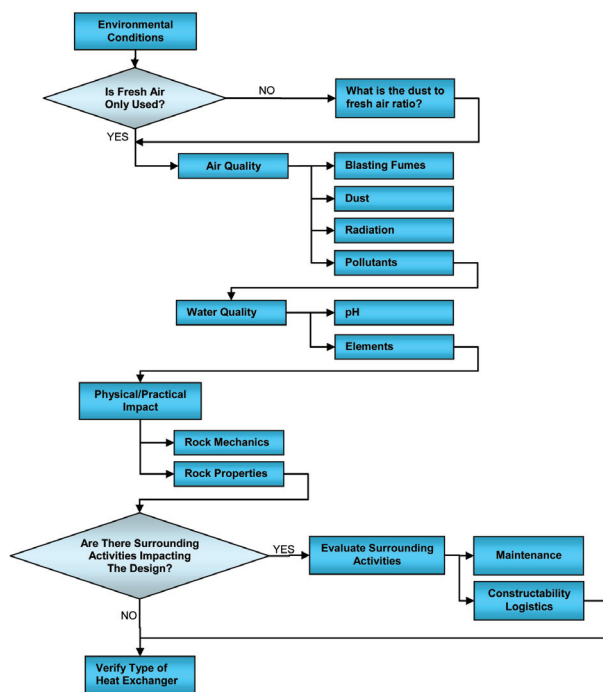 Environmental
Conditions
Is Fresh Air
Only Used?
NO
What is the dust to
fresh air ratio?
YES
Air Quality
Blasting Fumes
Dust
Radiation
Pollutants
Water Quality
pH
Elements
Physical/Practical
Impact
Rock Mechanics
Rock Properties
Are There Surrounding
Activities Impacting
The Design?
YES
Evaluate Surrounding
Activities
Maintenance
Constructability
Logistics
NO
Verify Type of
Heat Exchanger